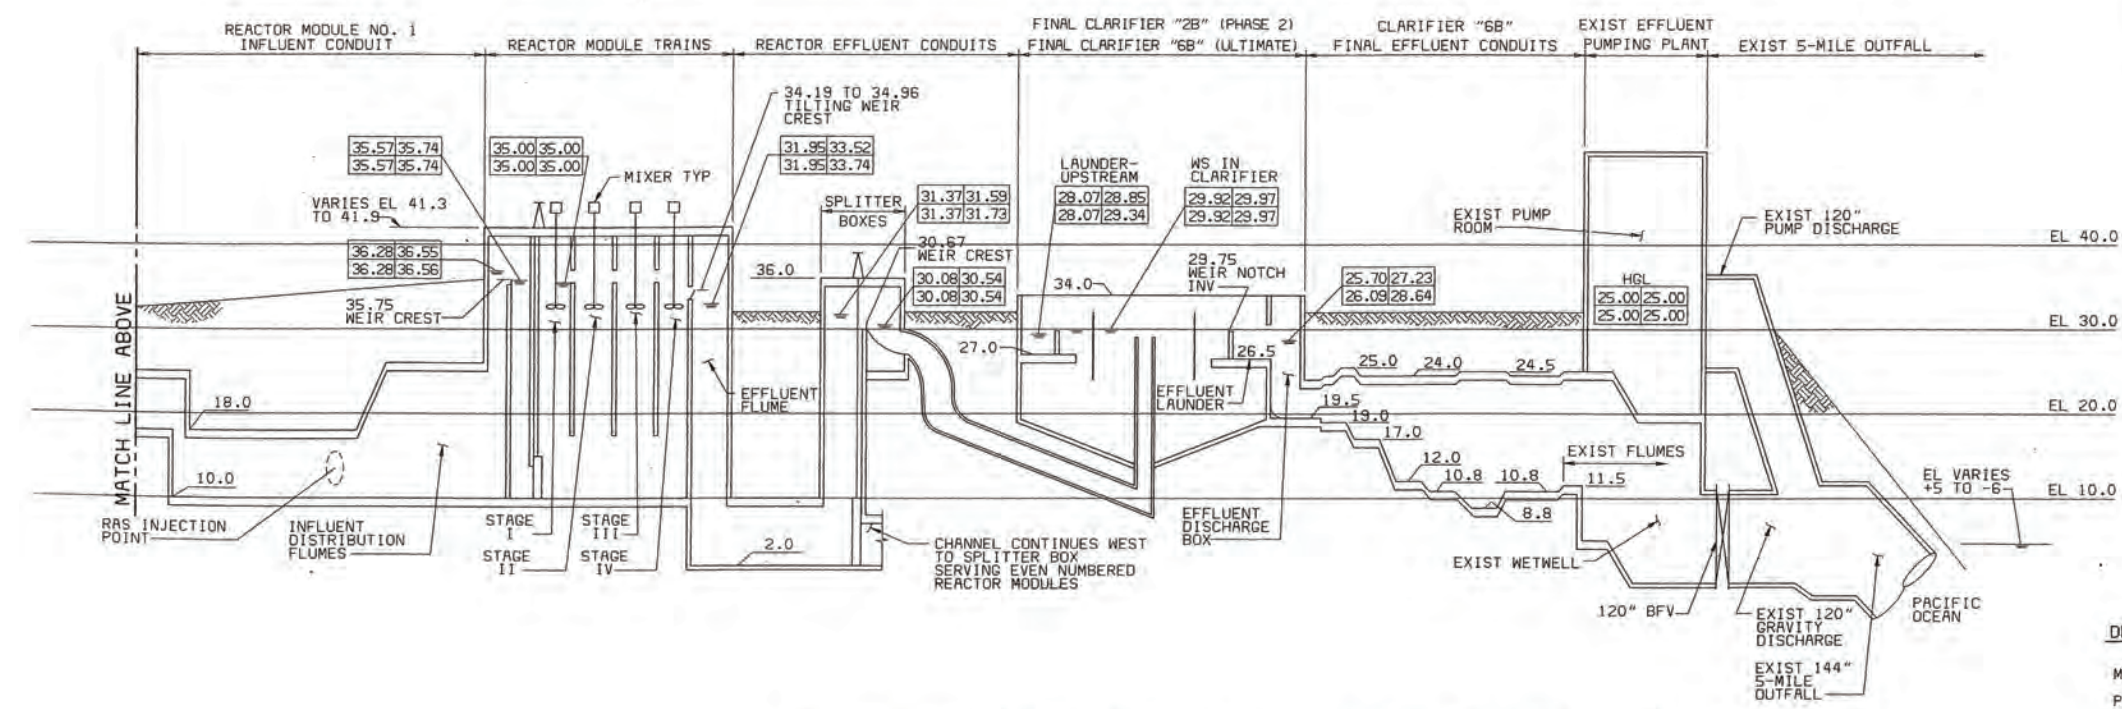 REACTOR MODULE NO. 1
INFLUENT CONDUIT
REACTOR MODULE TRAINS
REACTOR EFFLUENT CONDUITS
FINAL CLARIFIER "2B" (PHASE 2)
FINAL CLARIFIER "6B" (ULTIMATE)
CLARIFIER "6B"
FINAL EFFLUENT CONDUITS
EXIST EFFLUENT
PUMPING PLANT
EXIST 5-MILE OUTFALL
34.19 TO 34.96
TILTING WEIR
CREST
35.57 35.74
35.57 35.74
35.00 35.00
35.00 35.00
31.95 33.52
31.95 33.74
MIXER TYP
VARIES EL 41.3
TO 41.9
36.28 36.55
36.28 36.56
35.75
WEIR CREST
36.0
SPLITTER
BOXES
31.37 31.59
31.37 31.73
30.67
WEIR CREST
30.08 30.54
30.08 30.54
LAUNDER-
UPSTREAM
28.07 28.85
28.07 29.34
WS IN
CLARIFIER
29.92 29.97
29.92 29.97
29.75
WEIR NOTCH
INV
34.0
27.0
26.5
25.70 27.23
26.09 28.64
EXIST PUMP
ROOM
HGL
25.00 25.00
25.00 25.00
EXIST 120"
PUMP DISCHARGE
EL 40.0
EL 30.0
EL 20.0
EL 10.0
MATCH LINE ABOVE
18.0
10.0
RAS INJECTION
POINT
INFLUENT
DISTRIBUTION
FLUMES
STAGE
I
STAGE
II
STAGE
III
STAGE
IV
EFFLUENT
FLUME
2.0
CHANNEL CONTINUES WEST
TO SPLITTER BOX
SERVING EVEN NUMBERED
REACTOR MODULES
EFFLUENT
LAUNDER
EFFLUENT
DISCHARGE
BOX
25.0
24.0
24.5
19.5
19.0
17.0
12.0
10.8
10.8
8.8
EXIST FLUMES
11.5
EXIST WETWELL
120" BFV
EXIST 120"
GRAVITY
DISCHARGE
EXIST 144"
5-MILE
OUTFALL
PACIFIC
OCEAN
EL VARIES
+5 TO -6